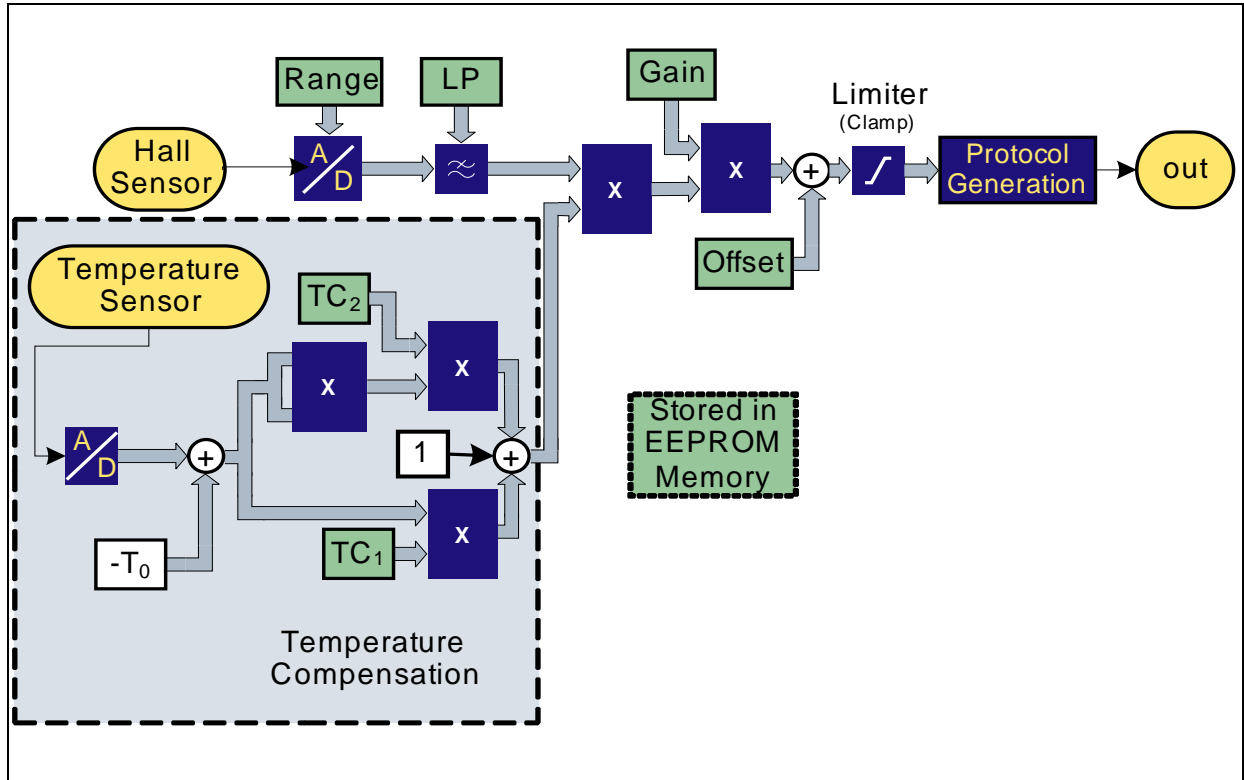 Range
LP
Gain
Limiter
(Clamp)
Hall
Sensor
A
D
X
X
Protocol
Generation
out
Offset
Temperature
Sensor
TC₂
X
X
A
D
+
+
1
+
X
TC₁
-T₀
Stored in
EEPROM
Memory
Temperature
Compensation